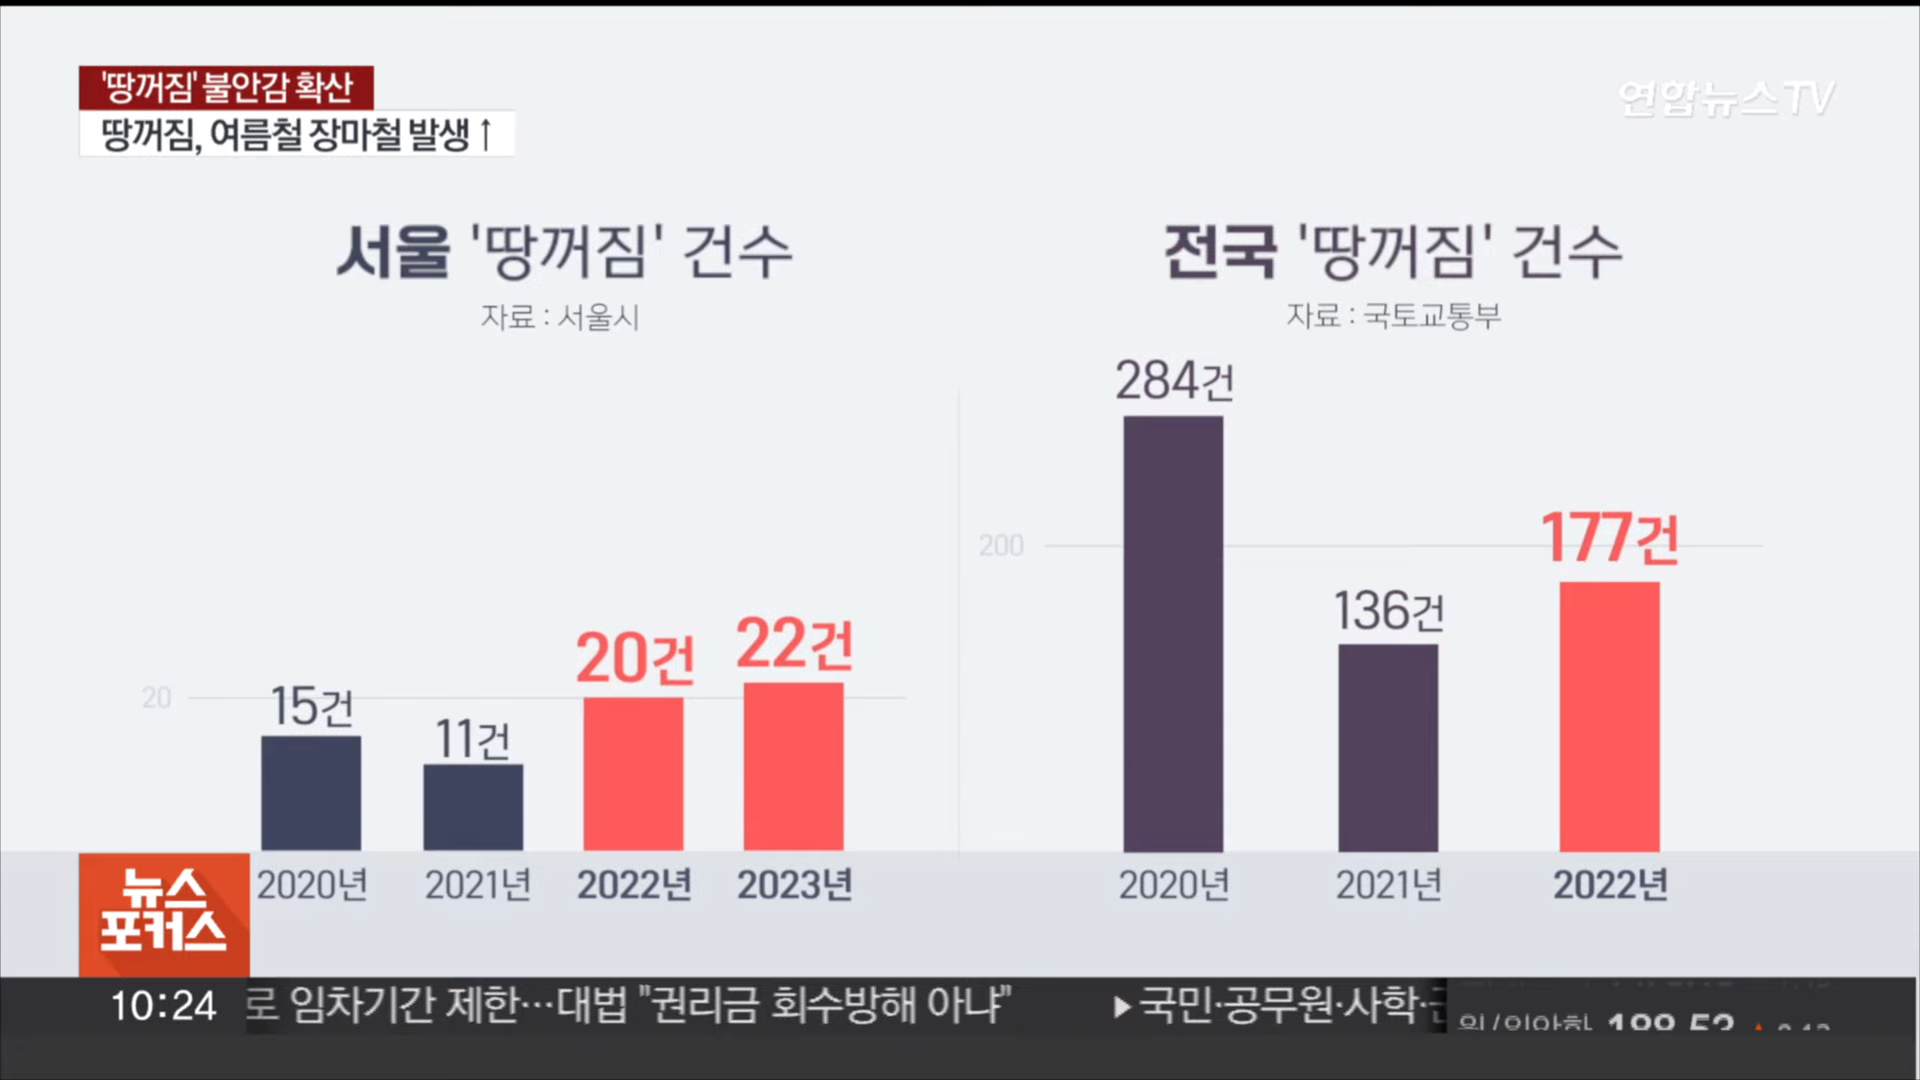 '땅꺼짐' 불안감 확산
땅꺼짐, 여름철 장마철 발생↑
연합뉴스TV
서울 '땅꺼짐' 건수
자료 : 서울시
20
15건
11건
20건
22건
2020년
2021년
2022년
2023년
전국 '땅꺼짐' 건수
자료 : 국토교통부
200
284건
136건
177건
2020년
2021년
2022년
뉴스
포커스
10:24
로 임차기간 제한…대법 "권리금 회수방해 아냐"
▶국민·공무원·사학·